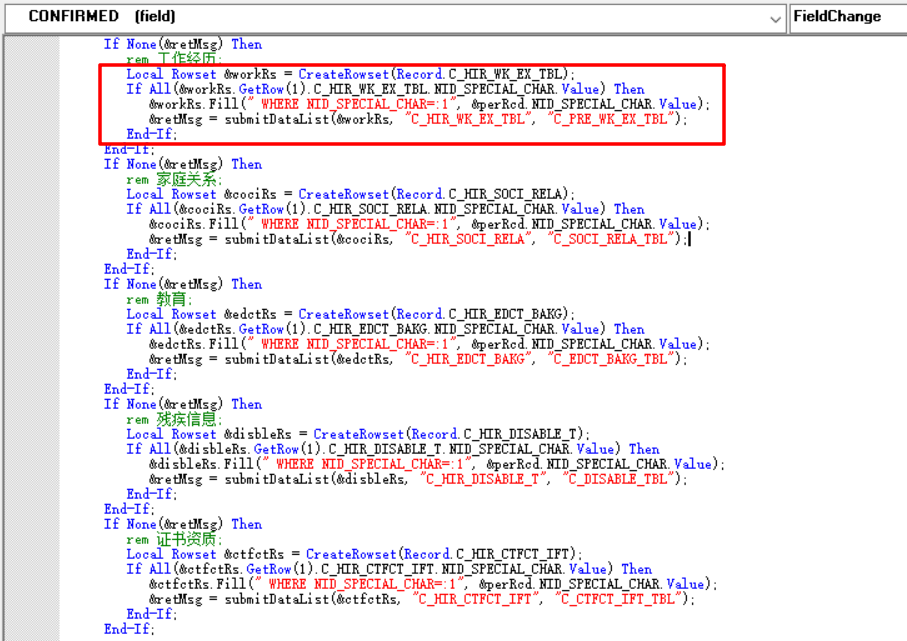 CONFIRMED (field)
FieldChange
If None(&retMsg) Then
rem 工作经历;
Local Rowset &workRs = CreateRowset(Record.C_HIR_WK_EX_TBL);
If All(&workRs.GetRow(1).C_HIR_WK_EX_TBL.NID_SPECIAL_CHAR.Value) Then
&workRs.Fill(" WHERE NID_SPECIAL_CHAR=:1", &perRcd.NID_SPECIAL_CHAR.Value);
&retMsg = submitDataList(&workRs, "C_HIR_WK_EX_TBL", "C_PRE_WK_EX_TBL");
End-If;
End-If;
If None(&retMsg) Then
rem 家庭关系;
Local Rowset &cociRs = CreateRowset(Record.C_HIR_SOCI_RELA);
If All(&cociRs.GetRow(1).C_HIR_SOCI_RELA.NID_SPECIAL_CHAR.Value) Then
&cociRs.Fill(" WHERE NID_SPECIAL_CHAR=:1", &perRcd.NID_SPECIAL_CHAR.Value);
&retMsg = submitDataList(&cociRs, "C_HIR_SOCI_RELA", "C_SOCI_RELA_TBL");
End-If;
End-If;
If None(&retMsg) Then
rem 教育;
Local Rowset &edctRs = CreateRowset(Record.C_HIR_EDCT_BAKG);
If All(&edctRs.GetRow(1).C_HIR_EDCT_BAKG.NID_SPECIAL_CHAR.Value) Then
&edctRs.Fill(" WHERE NID_SPECIAL_CHAR=:1", &perRcd.NID_SPECIAL_CHAR.Value);
&retMsg = submitDataList(&edctRs, "C_HIR_EDCT_BAKG", "C_EDCT_BAKG_TBL");
End-If;
End-If;
If None(&retMsg) Then
rem 残疾信息;
Local Rowset &disbleRs = CreateRowset(Record.C_HIR_DISABLE_T);
If All(&disbleRs.GetRow(1).C_HIR_DISABLE_T.NID_SPECIAL_CHAR.Value) Then
&disbleRs.Fill(" WHERE NID_SPECIAL_CHAR=:1", &perRcd.NID_SPECIAL_CHAR.Value);
&retMsg = submitDataList(&disbleRs, "C_HIR_DISABLE_T", "C_DISABLE_TBL");
End-If;
End-If;
If None(&retMsg) Then
rem 证书资质;
Local Rowset &ctfctRs = CreateRowset(Record.C_HIR_CTFCT_IFT);
If All(&ctfctRs.GetRow(1).C_HIR_CTFCT_IFT.NID_SPECIAL_CHAR.Value) Then
&ctfctRs.Fill(" WHERE NID_SPECIAL_CHAR=:1", &perRcd.NID_SPECIAL_CHAR.Value);
&retMsg = submitDataList(&ctfctRs, "C_HIR_CTFCT_IFT", "C_CTFCT_IFT_TBL");
End-If;
End-If;